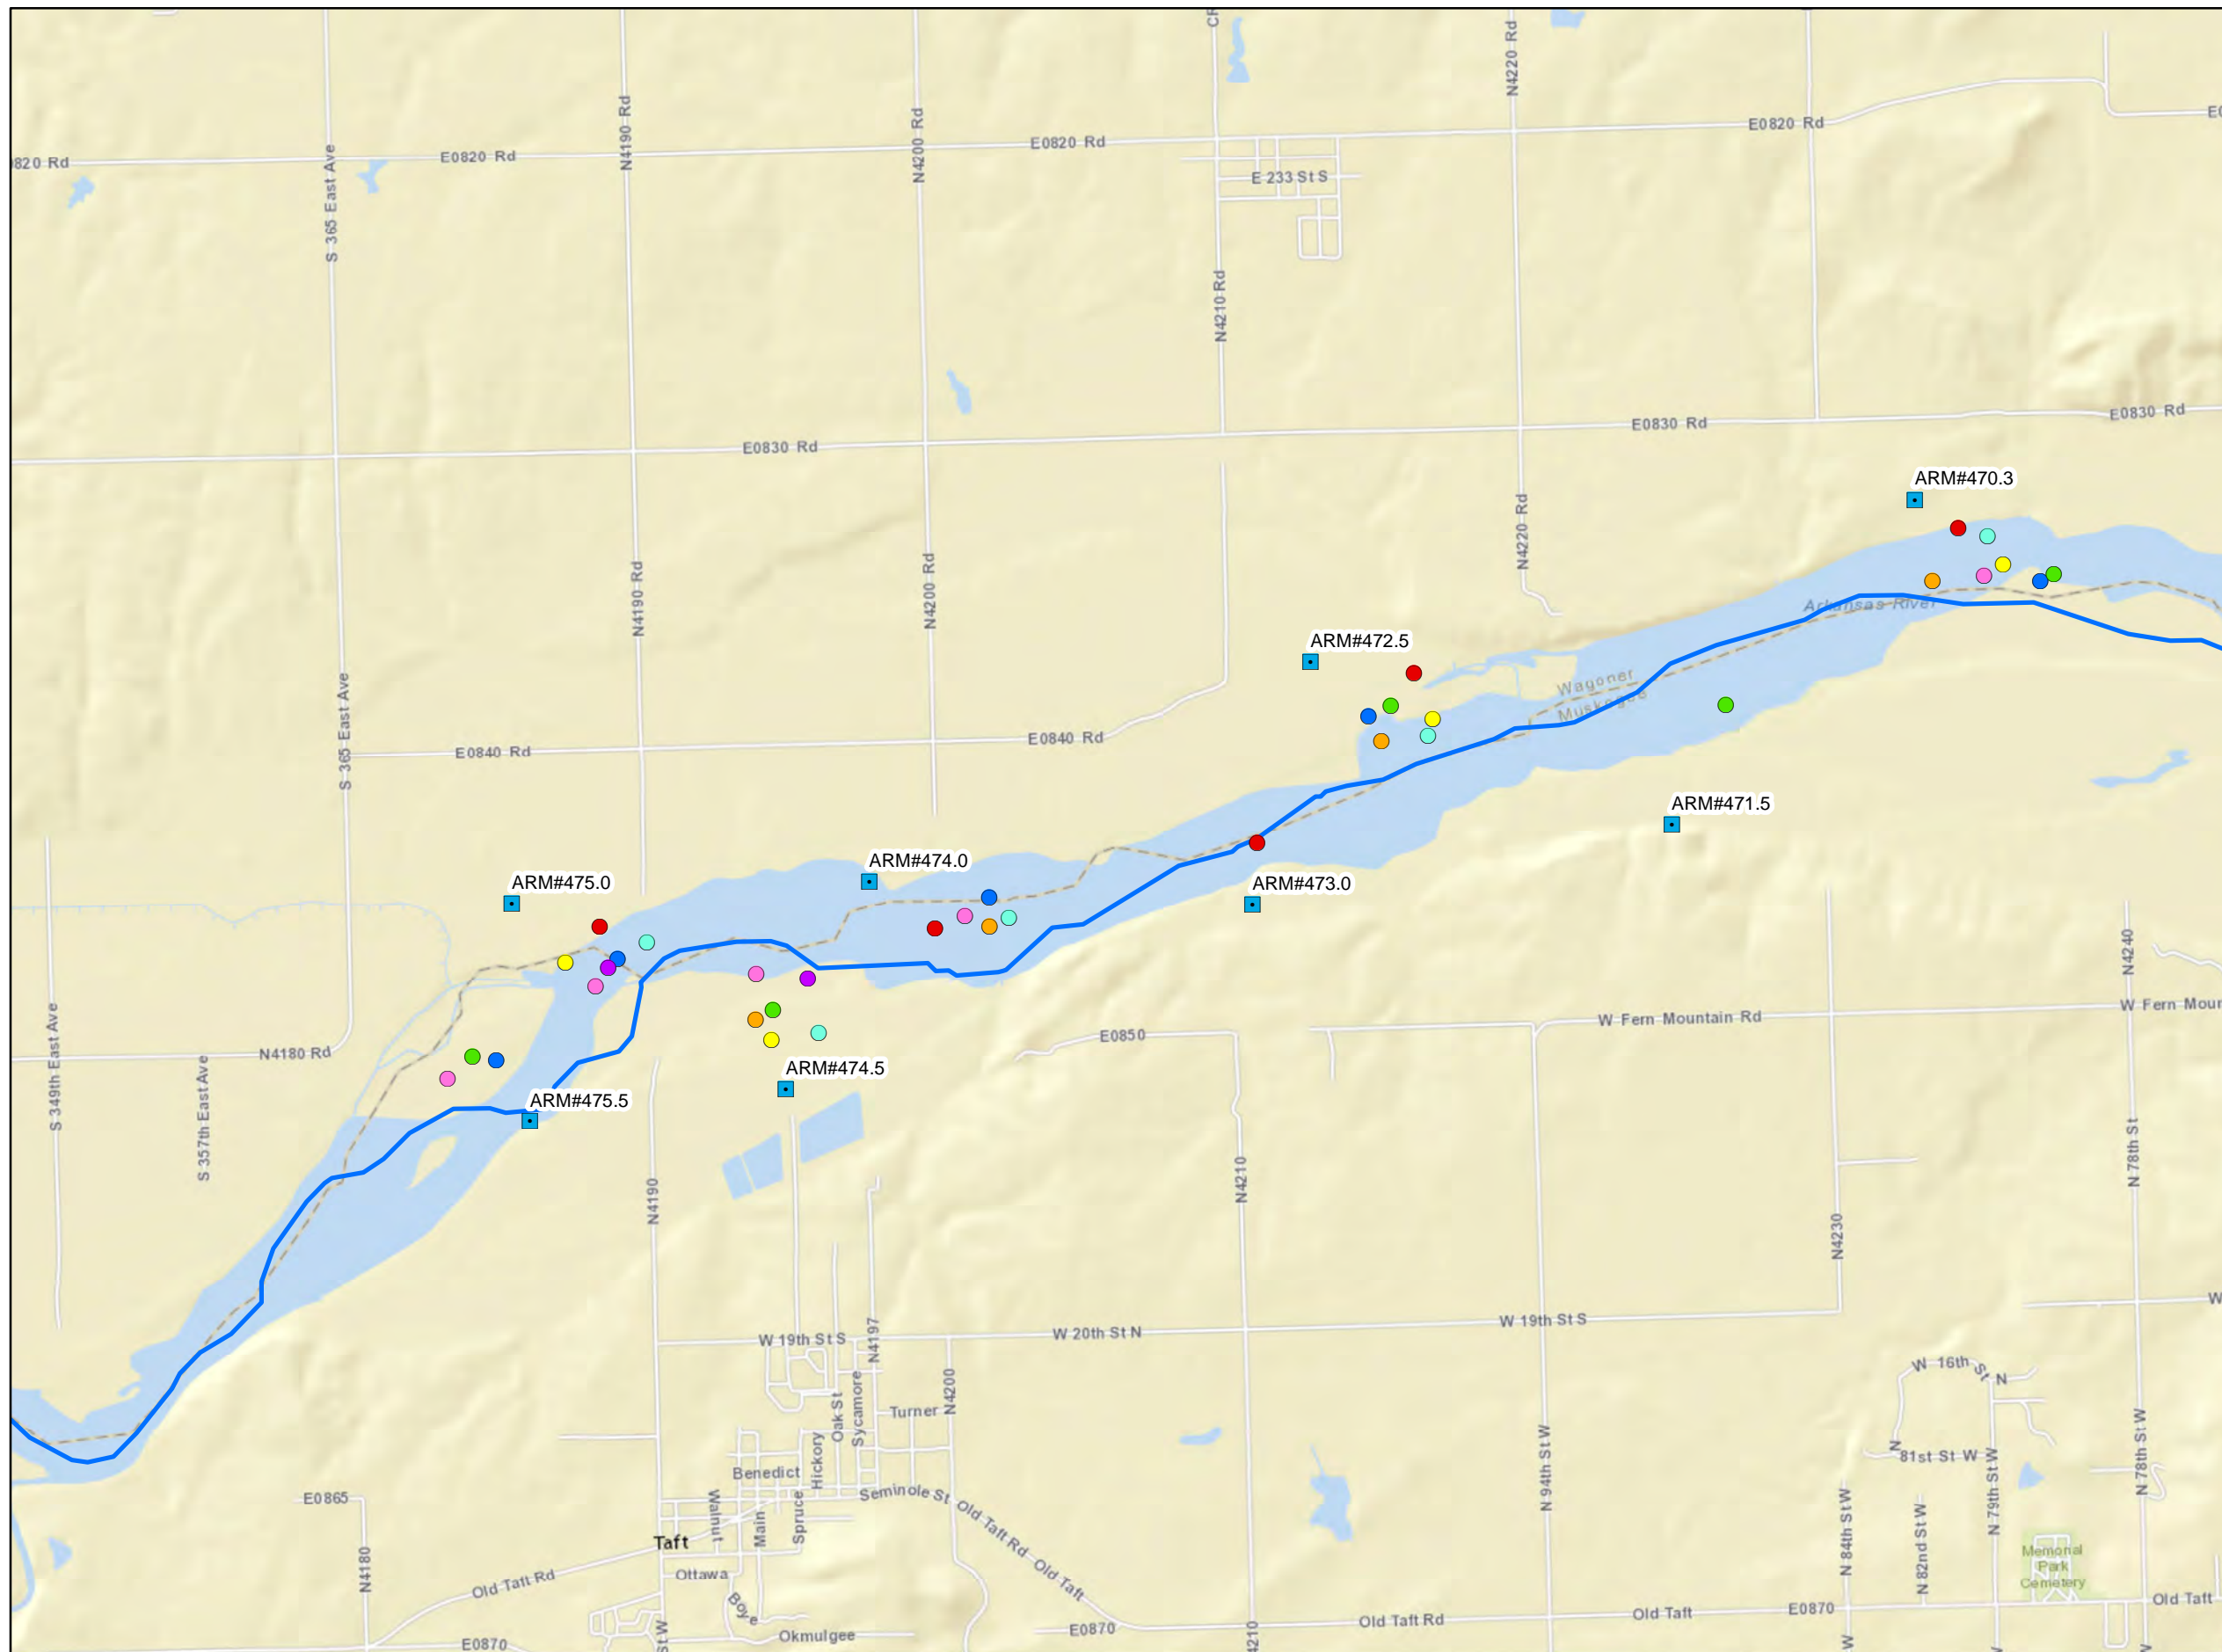 CR
N4220 Rd
E0
820 Rd
E0820 Rd
N4190 Rd
N4200 Rd
E0820 Rd
E0820 Rd
S 365 East Ave
E 233 St S
N4210 Rd
E0830 Rd
E0830 Rd
E0830 Rd
ARM#470.3
N4220 Rd
N4190 Rd
N4200 Rd
Arkansas River
ARM#472.5
Wagoner
Muskogee
S 365 East Ave
E0840 Rd
E0840 Rd
ARM#471.5
ARM#474.0
ARM#475.0
ARM#473.0
N4240
W Fern Mountain Rd
W Fern Moun
E0850
N4180 Rd
S 349th East Ave
S 357th East Ave
ARM#474.5
ARM#475.5
N4190
N4210
N 78th St
N4230
W
W 19th St S
N4197
W 20th St N
W 19th St S
W 16th St N
Oak St
Sycamore
N4200
Turner
Hickory
Benedict
Seminole St
Old Taft Rd
Old Taft
N 94th St W
N
81st St W
N 79th St W
N 78th St W
E0865
Walnut
Main
Spruce
Taft
N 84th St W
N 82nd St W
Memorial
Park
Cemetery
N4180
Old Taft Rd
Ottawa
Boye
Okmulgee
E0870
St W
E0870
4210
Old Taft Rd
Old Taft
E0870
Old Taft
W
W
W